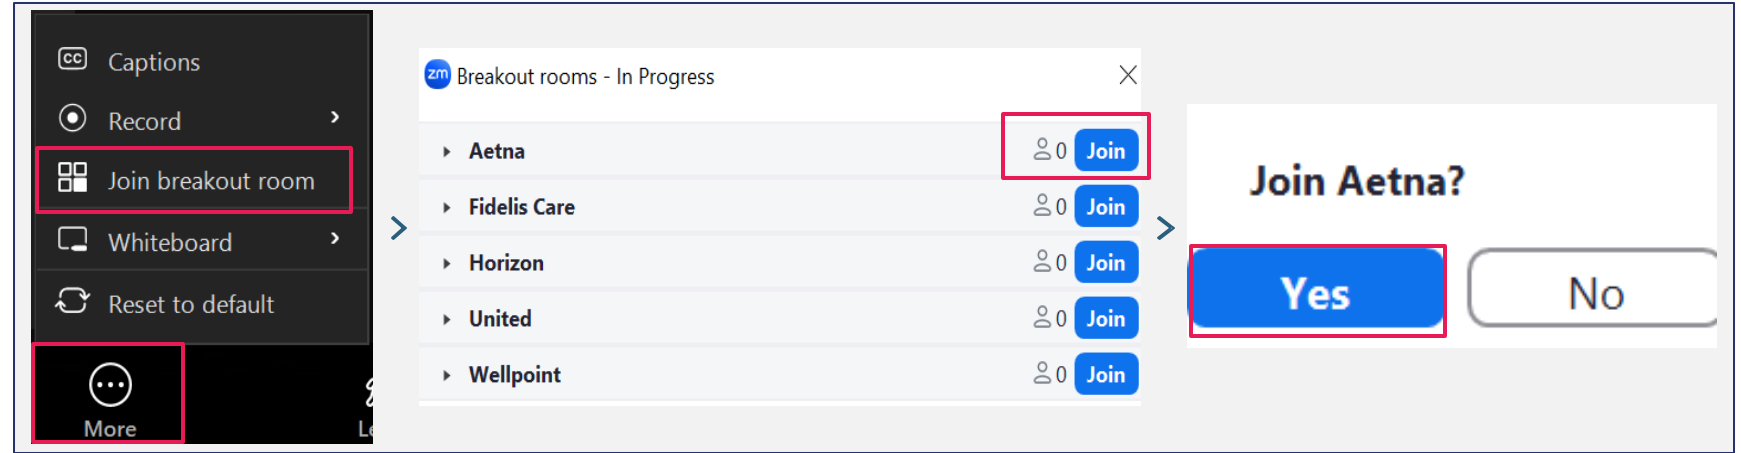 CC Captions
Record
Join breakout room
Whiteboard
Reset to default
More
zm Breakout rooms - In Progress
Aetna 0 Join
Fidelis Care 0 Join
Horizon 0 Join
United 0 Join
Wellpoint 0 Join
Join Aetna?
Yes No